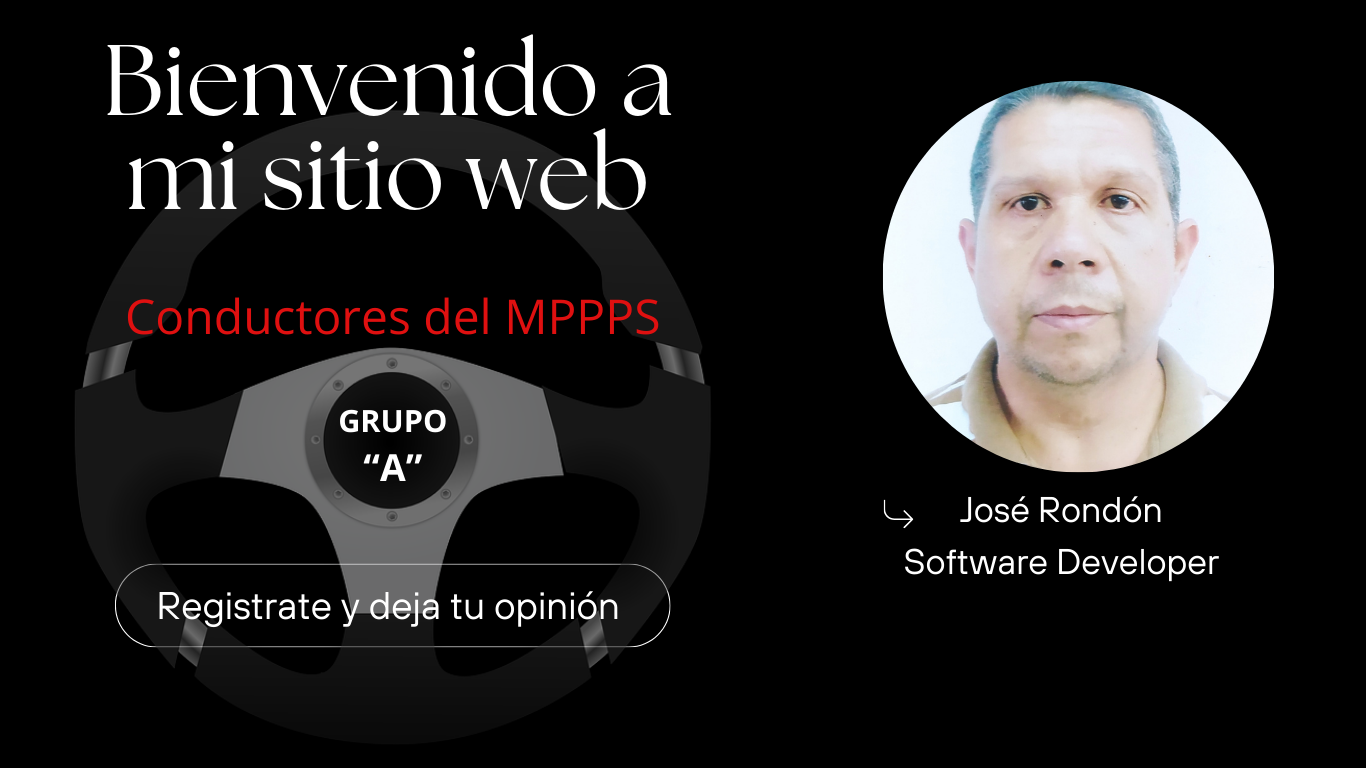 Bienvenido a
mi sitio web
Conductores del MPPPS
GRUPO
“A”
Registrate y deja tu opinión
José Rondón
Software Developer